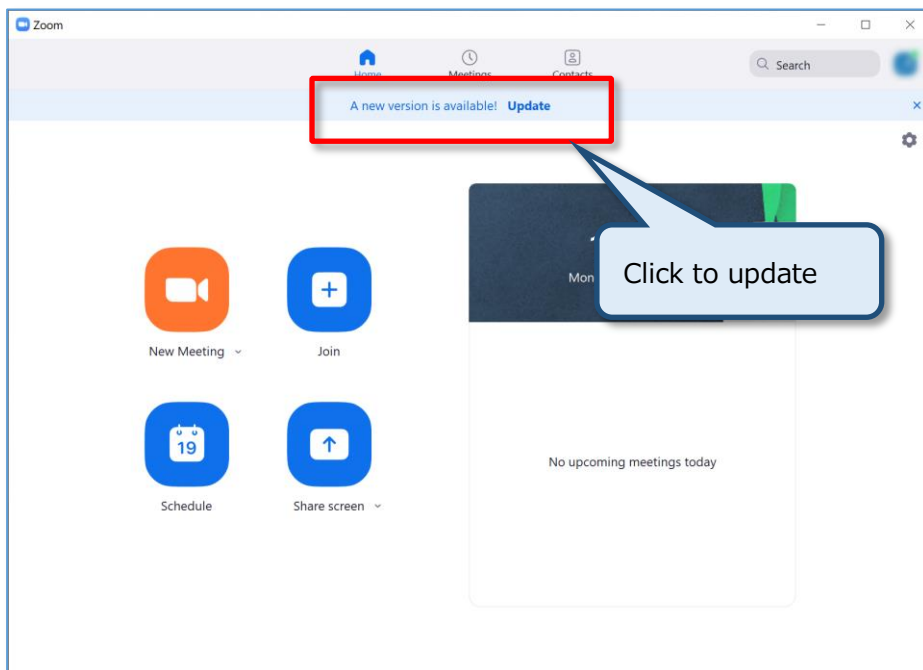 Zoom
Home Meetings Contacts
Search
A new version is available! Update
Click to update
Mon
New Meeting
Join
19
Schedule
Share screen
No upcoming meetings today